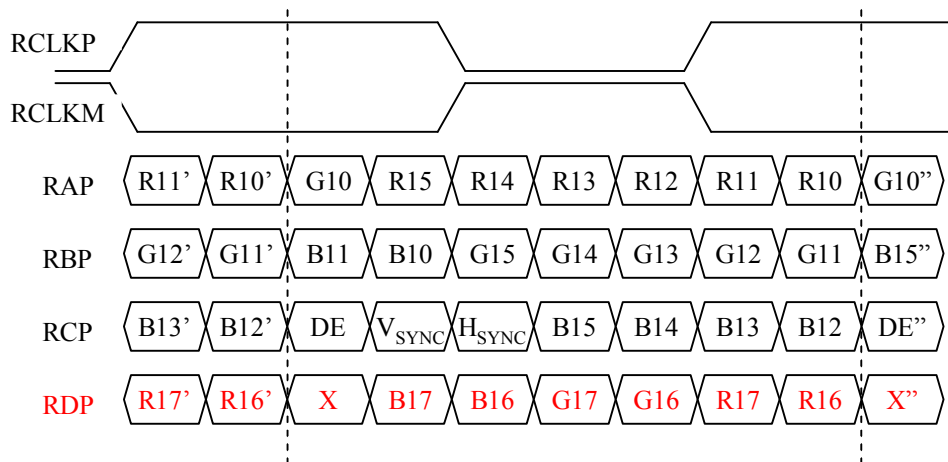 RCLKP
RCLKM
RAP R11’ R10’ G10 R15 R14 R13 R12 R11 R10 G10”
RBP G12’ G11’ B11 B10 G15 G14 G13 G12 G11 B15”
RCP B13’ B12’ DE VSYNC HSYNC B15 B14 B13 B12 DE”
RDP R17’ R16’ X B17 B16 G17 G16 R17 R16 X”